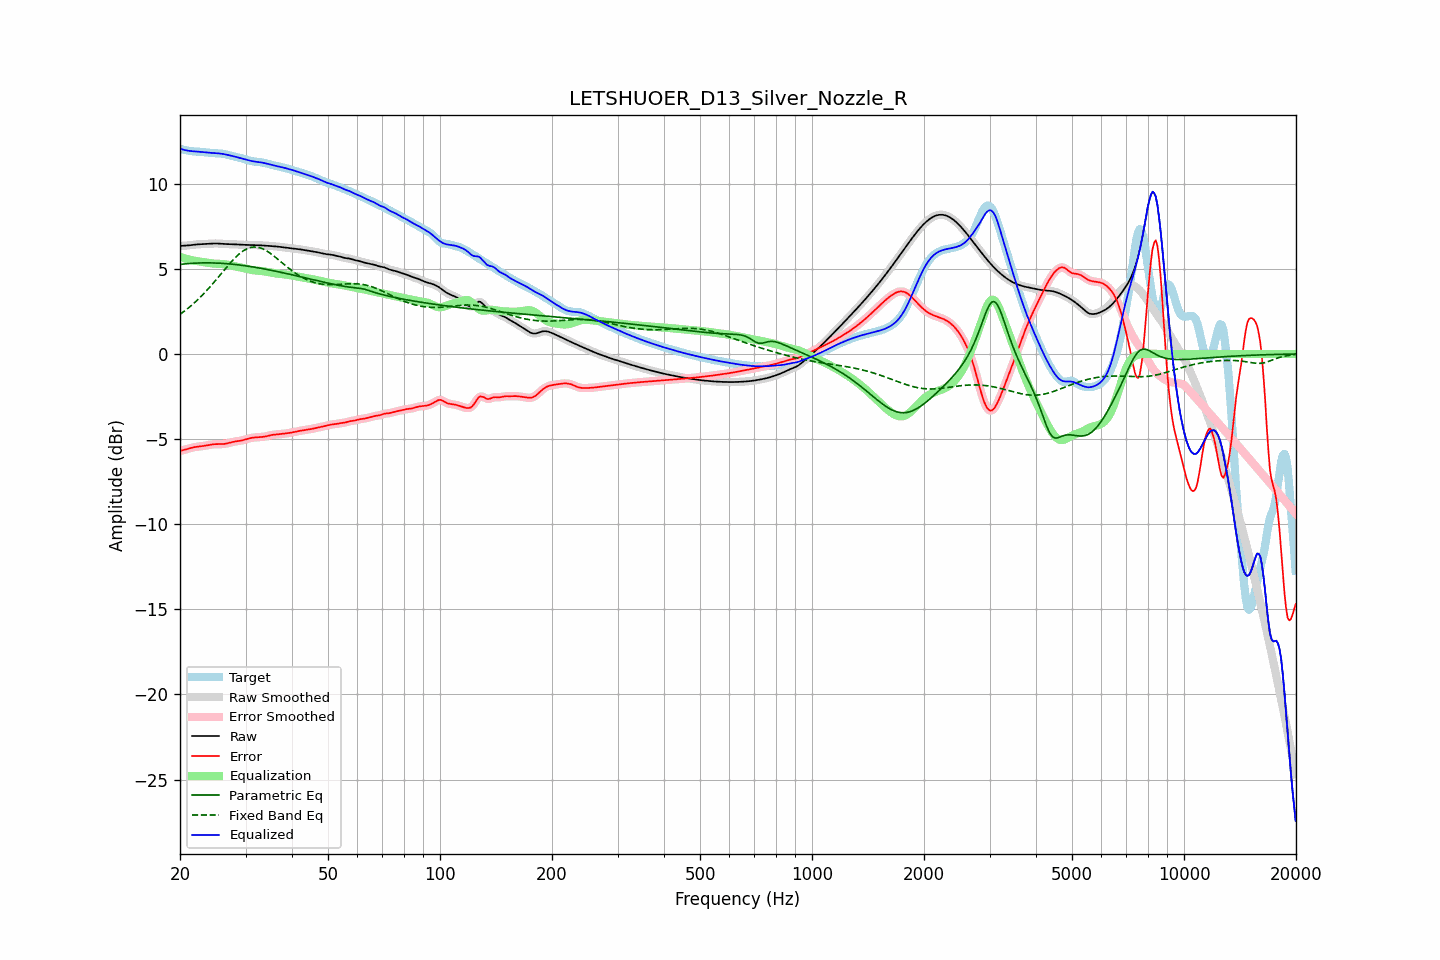 LETSHUOER_D13_Silver_Nozzle_R
10
5
0
−5
−10
−15
−20
−25
Amplitude (dBr)
Target
Raw Smoothed
Error Smoothed
Raw
Error
Equalization
Parametric Eq
Fixed Band Eq
Equalized
20 50 100 200 500 1000 2000 5000 10000 20000
Frequency (Hz)